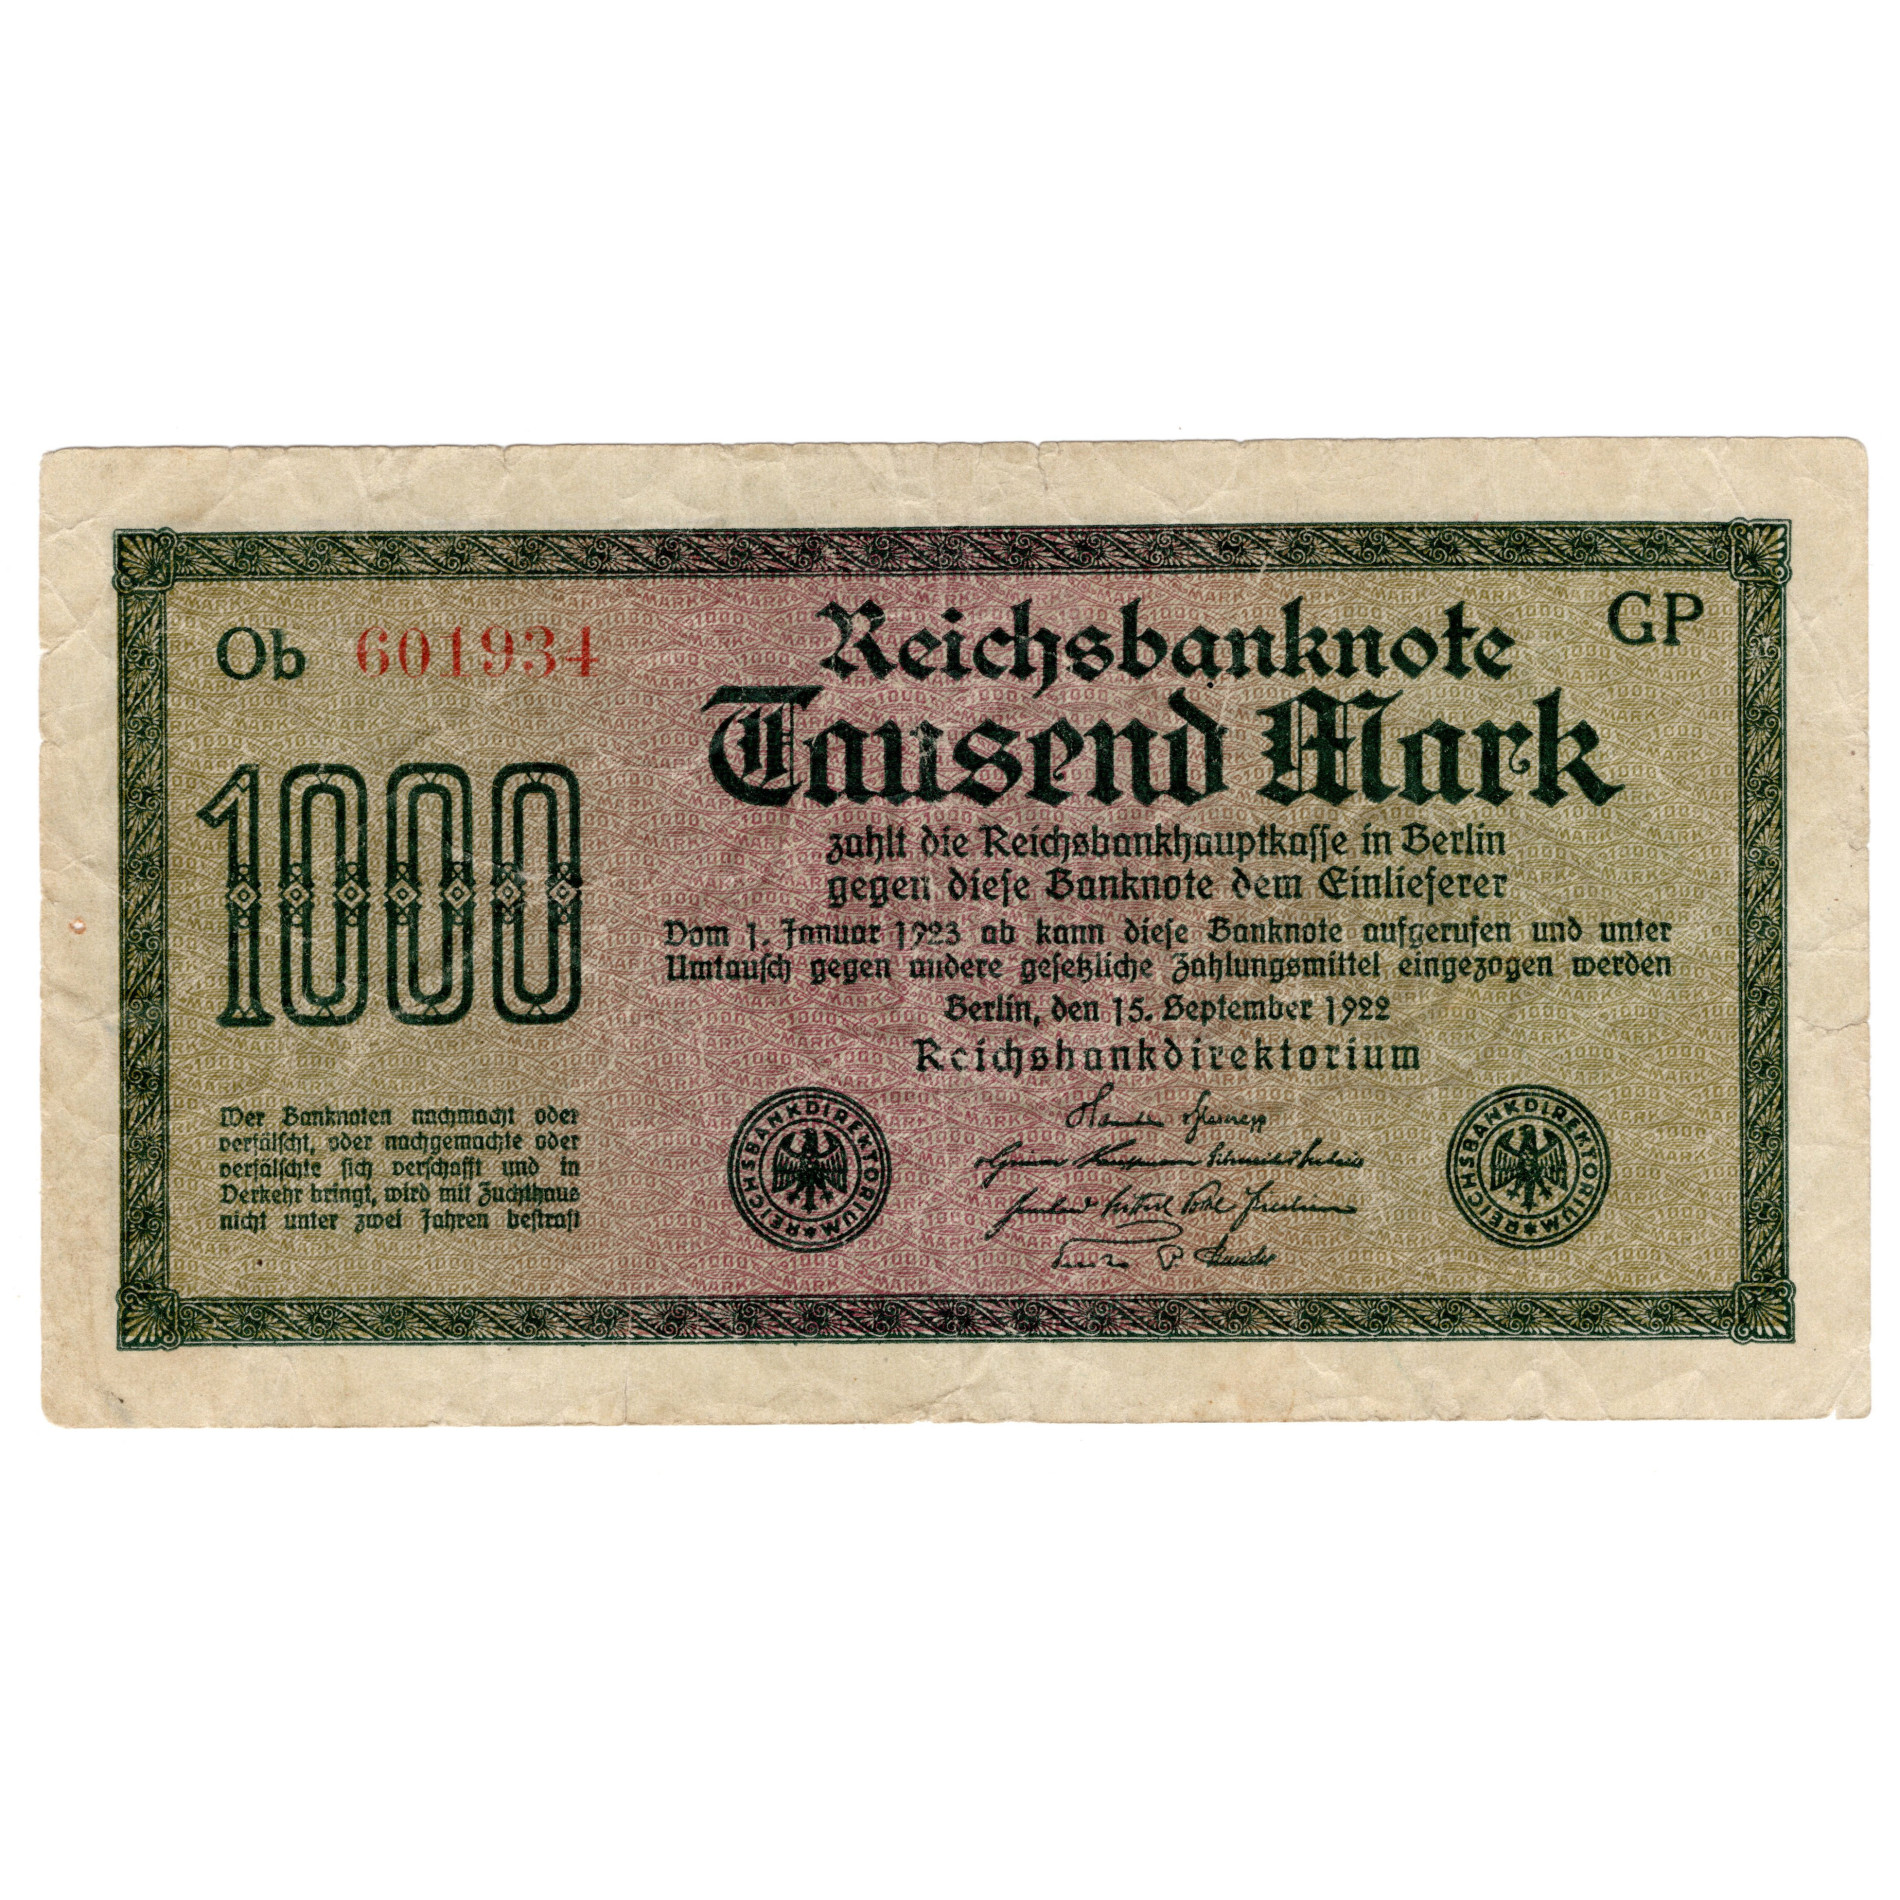 Ob 601934
Reichsbanknote
GP
Tausend Mark
1000
zahlt die Reichsbankhauptkasse in Berlin
gegen diese Banknote dem Einlieferer
Vom 1. Januar 1923 ab kann diese Banknote aufgerufen und unter
Umtausch gegen andere gesetzliche Zahlungsmittel eingezogen werden
Berlin, den 15. September 1922
Reichsbankdirektorium
Wer Banknoten nachmacht oder
verfälscht, oder nachgemachte oder
verfälschte sich verschafft und in
Verkehr bringt, wird mit Zuchthaus
nicht unter zwei Jahren bestraft
REICHSBANKDIREKTORIUM
REICHSBANKDIREKTORIUM